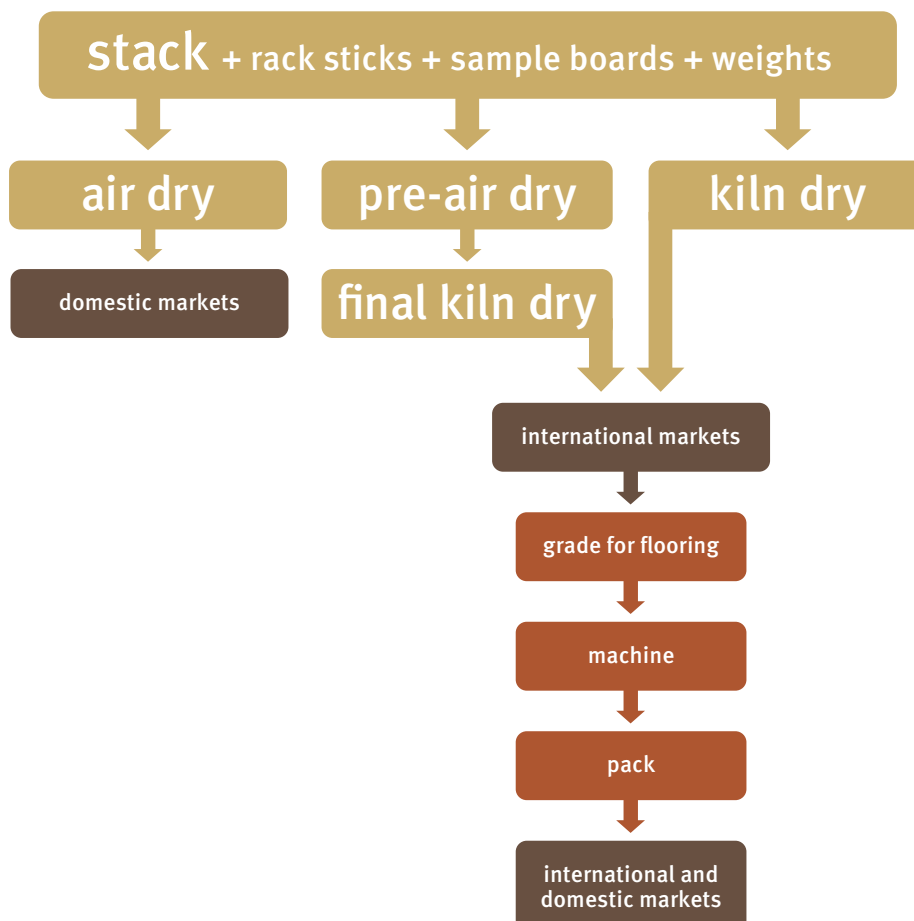 stack + rack sticks + sample boards + weights
air dry
pre-air dry
kiln dry
domestic markets
final kiln dry
international markets
grade for flooring
machine
pack
international and
domestic markets